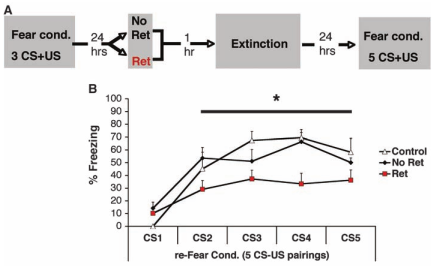 A
Fear cond.
3 CS+US
24
hrs
No
Ret
Ret
1
hr
Extinction
24
hrs
Fear cond.
5 CS+US
B
*
% Freezing
100
90
80
70
60
50
40
30
20
10
0
Control
No Ret
Ret
CS1 CS2 CS3 CS4 CS5
re-Fear Cond. (5 CS-US pairings)